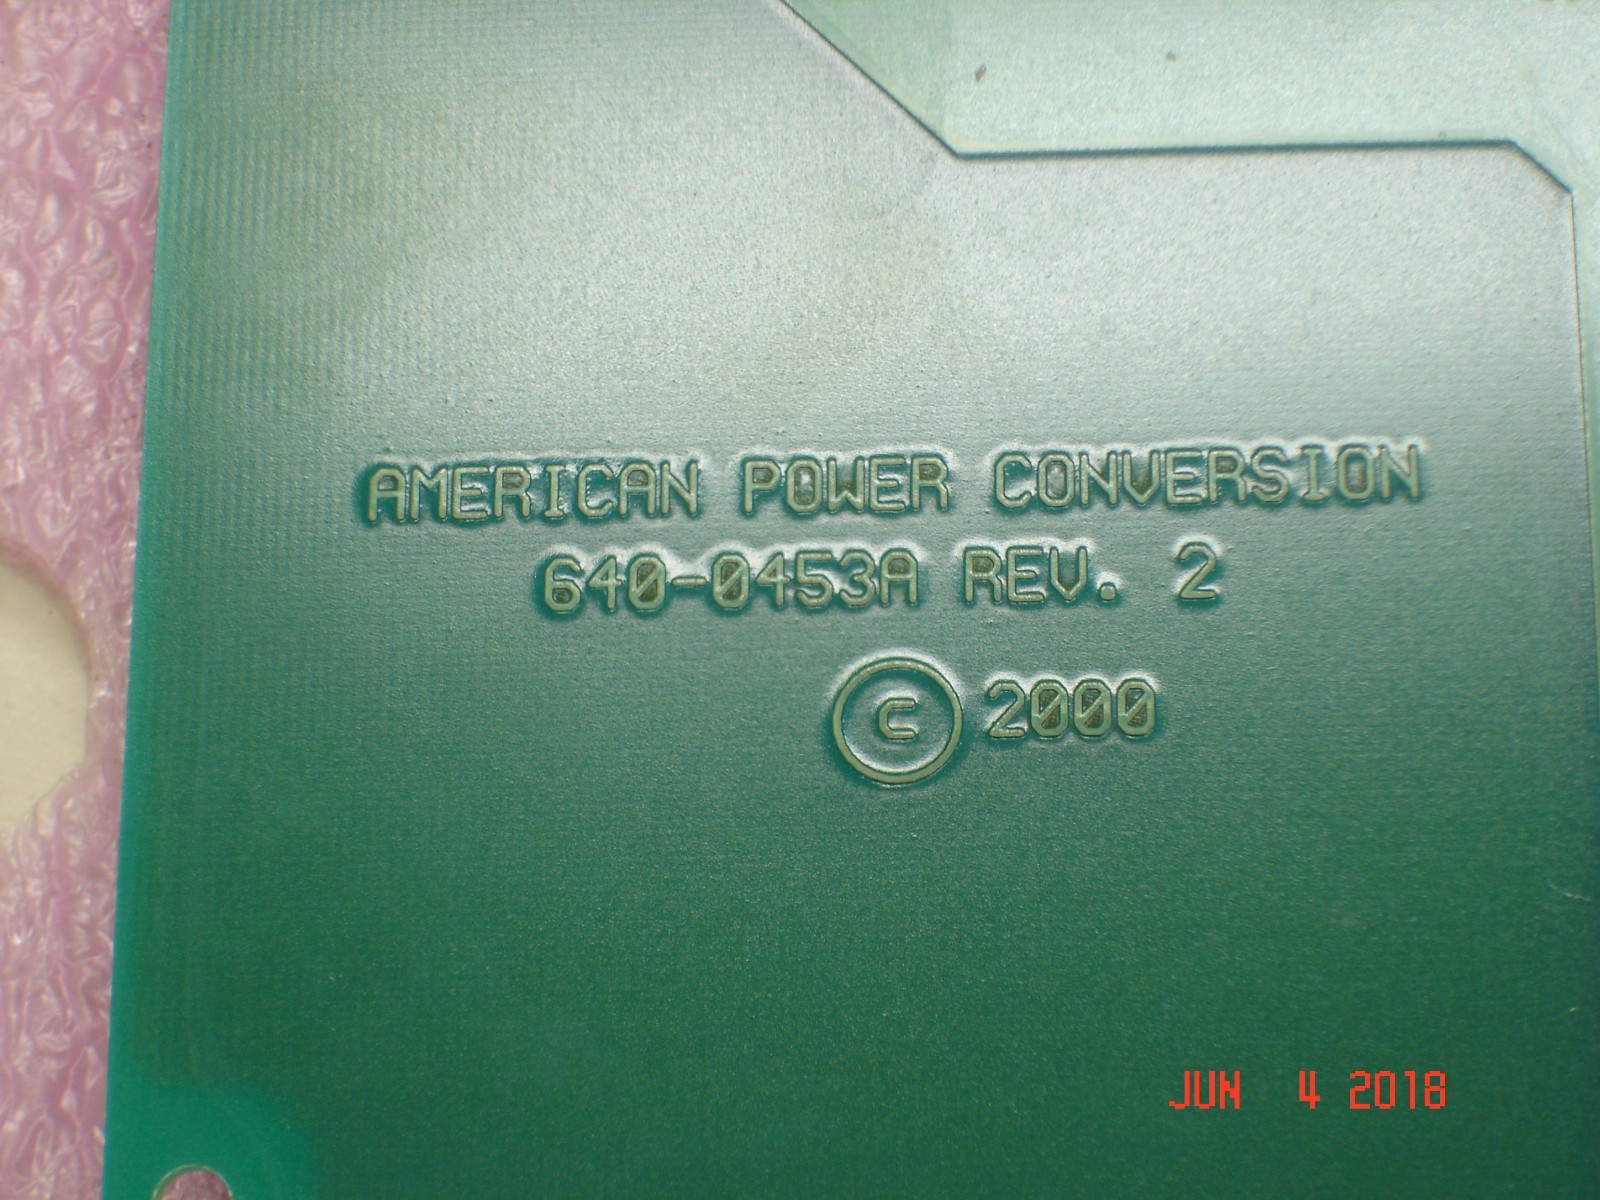 AMERICAN POWER CONVERSION
640-0453A REV. 2
© 2000
JUN 4 2018